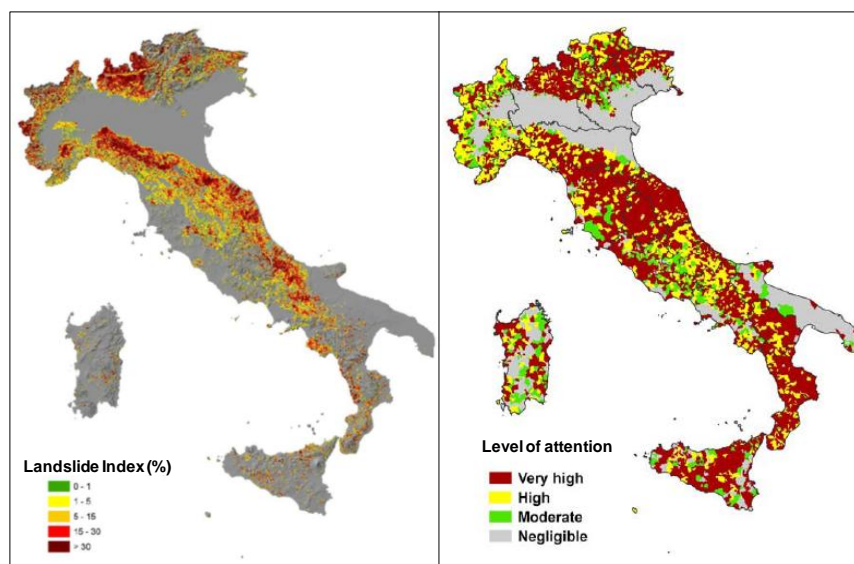 Landslide Index (%)
0 - 1
1 - 5
5 - 15
15 - 30
> 30
Level of attention
Very high
High
Moderate
Negligible